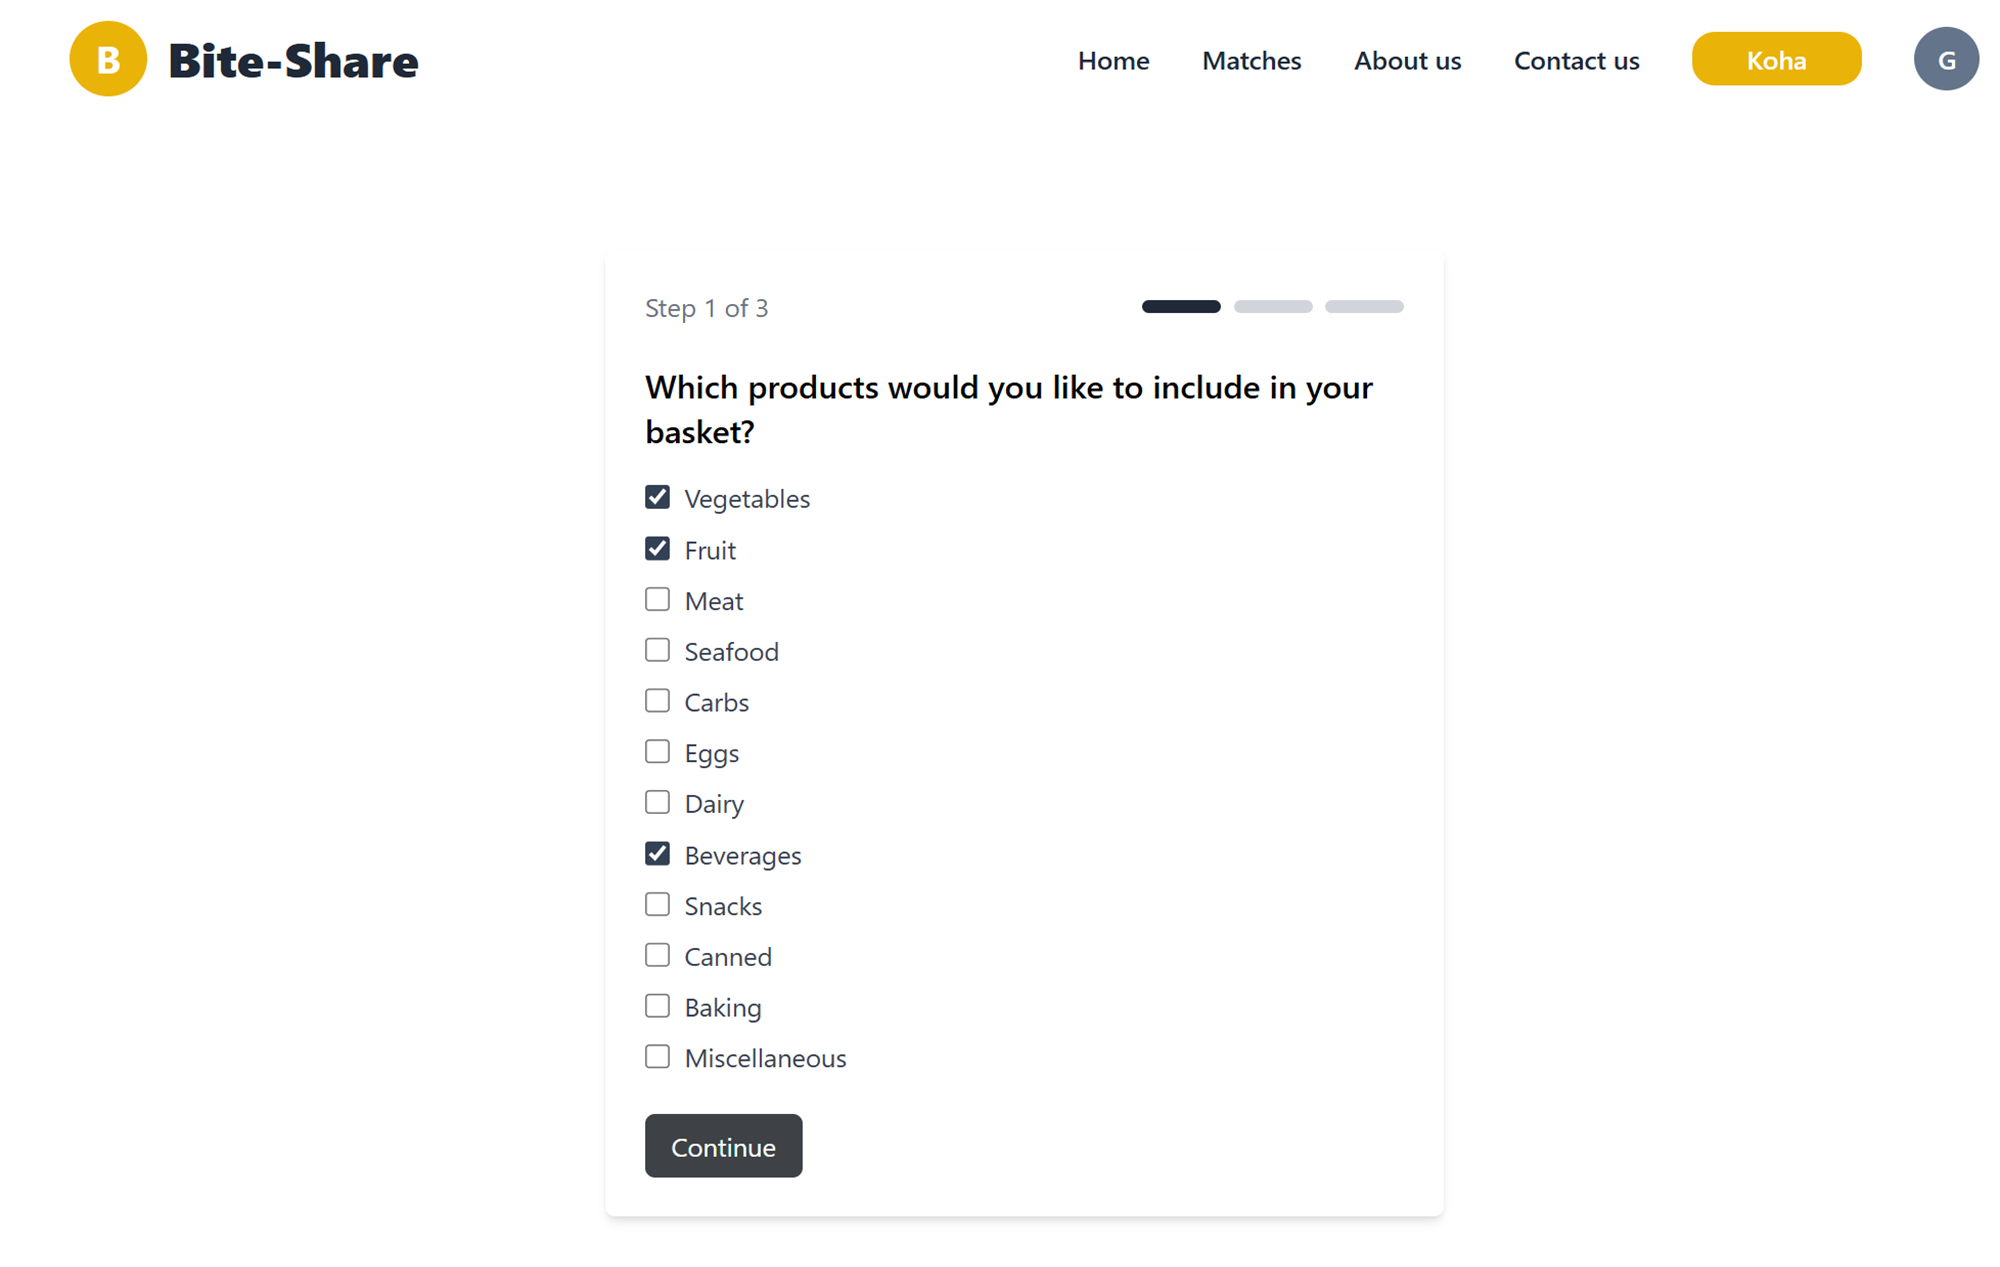 B Bite-Share Home Matches About us Contact us Koha G
Step 1 of 3
Which products would you like to include in your
basket?
Vegetables
Fruit
Meat
Seafood
Carbs
Eggs
Dairy
Beverages
Snacks
Canned
Baking
Miscellaneous
Continue